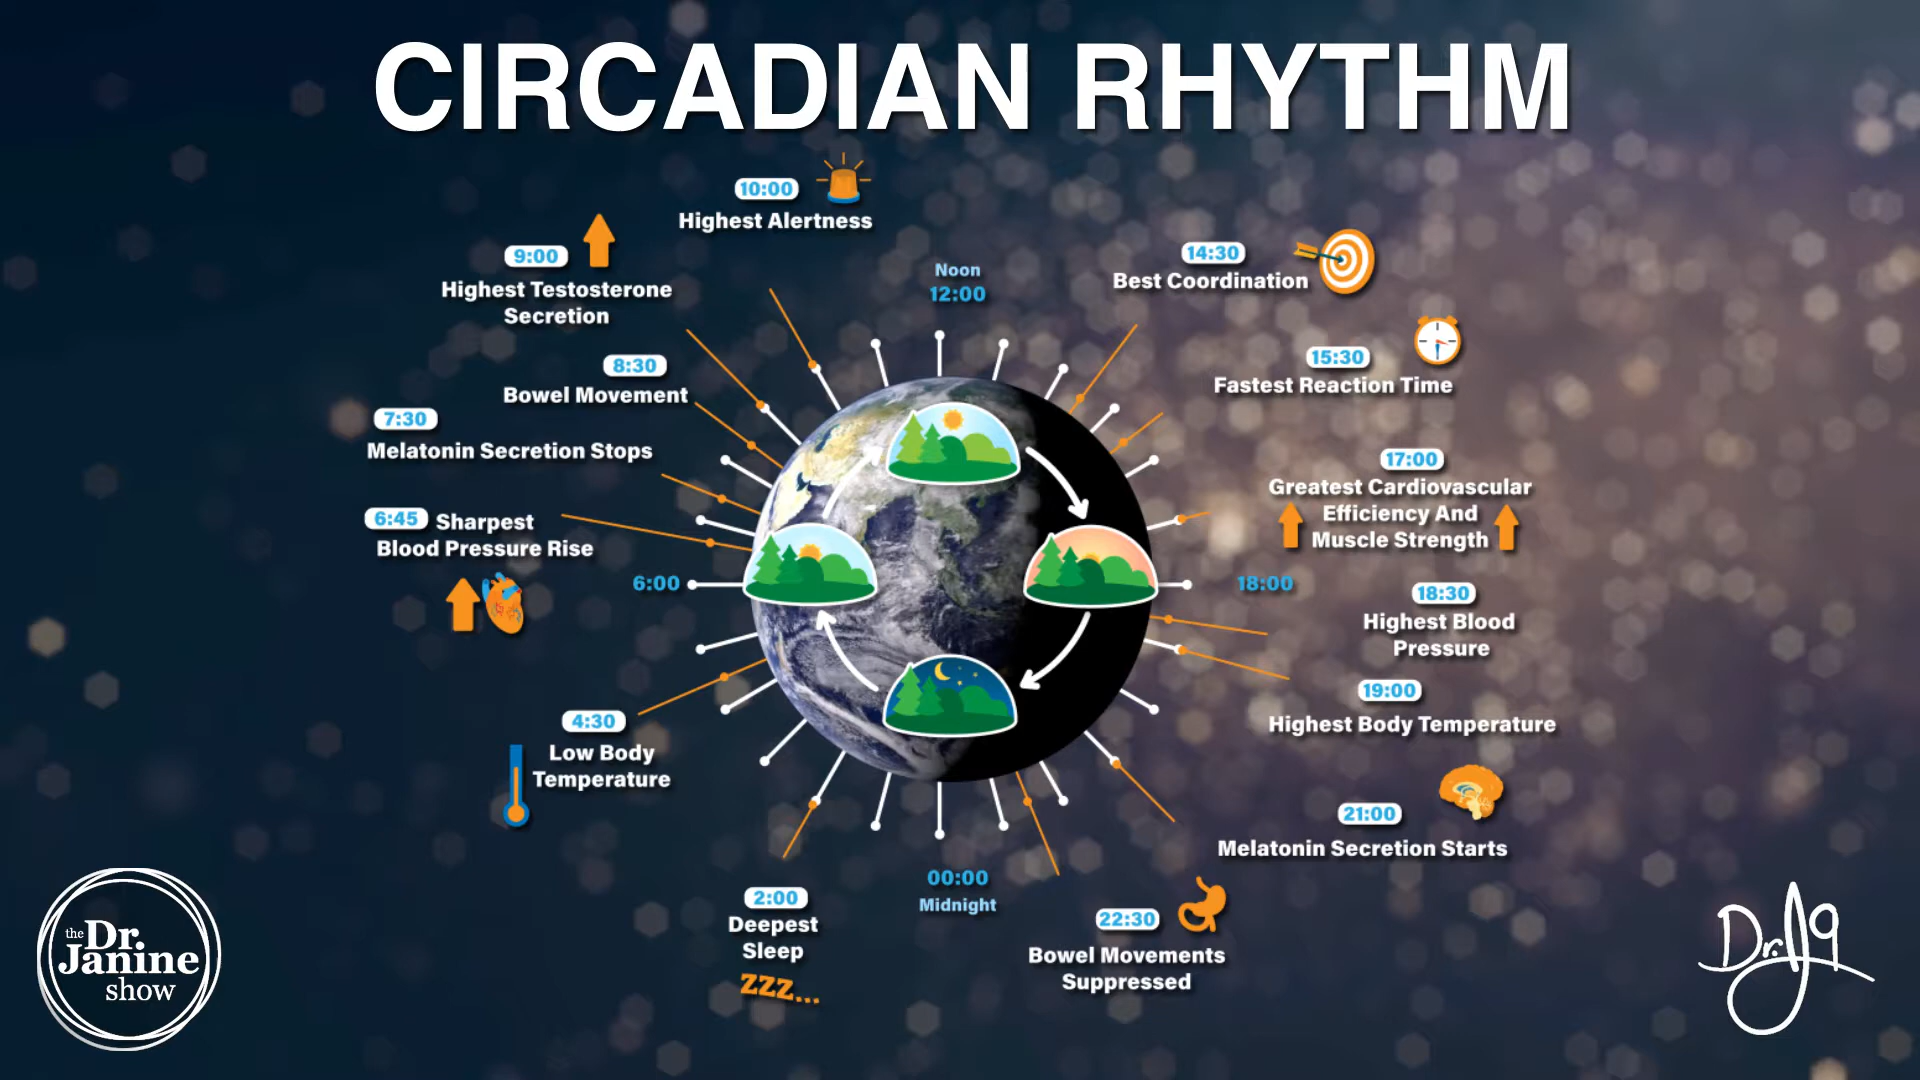 CIRCADIAN RHYTHM
10:00
Highest Alertness
9:00
Highest Testosterone
Secretion
8:30
Bowel Movement
7:30
Melatonin Secretion Stops
6:45 Sharpest
Blood Pressure Rise
6:00
4:30
Low Body
Temperature
2:00
Deepest
Sleep
ZZZ...
Noon
12:00
14:30
Best Coordination
15:30
Fastest Reaction Time
17:00
Greatest Cardiovascular
Efficiency And
Muscle Strength
18:00
18:30
Highest Blood
Pressure
19:00
Highest Body Temperature
21:00
Melatonin Secretion Starts
22:30
Bowel Movements
Suppressed
00:00
Midnight
the Dr.
Janine
show
Dr. J9